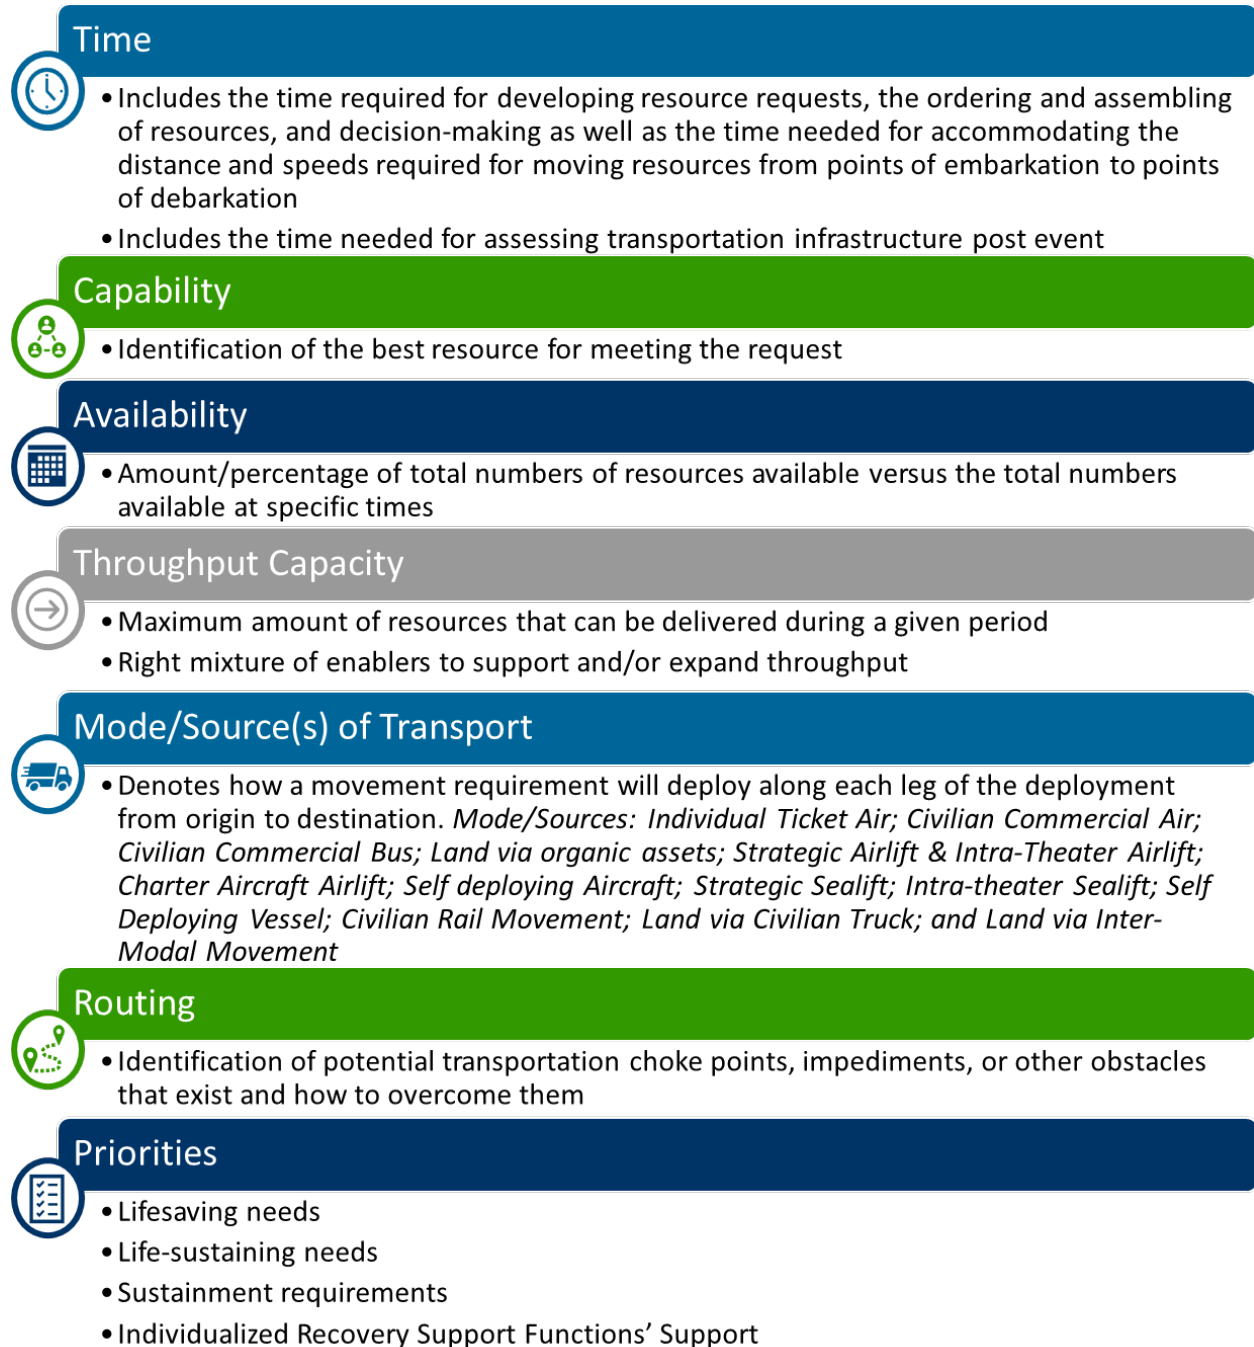 Time
• Includes the time required for developing resource requests, the ordering and assembling
of resources, and decision-making as well as the time needed for accommodating the
distance and speeds required for moving resources from points of embarkation to points
of debarkation
• Includes the time needed for assessing transportation infrastructure post event
Capability
• Identification of the best resource for meeting the request
Availability
• Amount/percentage of total numbers of resources available versus the total numbers
available at specific times
Throughput Capacity
• Maximum amount of resources that can be delivered during a given period
• Right mixture of enablers to support and/or expand throughput
Mode/Source(s) of Transport
• Denotes how a movement requirement will deploy along each leg of the deployment
from origin to destination. Mode/Sources: Individual Ticket Air; Civilian Commercial Air;
Civilian Commercial Bus; Land via organic assets; Strategic Airlift & Intra-Theater Airlift;
Charter Aircraft Airlift; Self deploying Aircraft; Strategic Sealift; Intra-theater Sealift; Self
Deploying Vessel; Civilian Rail Movement; Land via Civilian Truck; and Land via Inter-
Modal Movement
Routing
• Identification of potential transportation choke points, impediments, or other obstacles
that exist and how to overcome them
Priorities
• Lifesaving needs
• Life-sustaining needs
• Sustainment requirements
• Individualized Recovery Support Functions’ Support